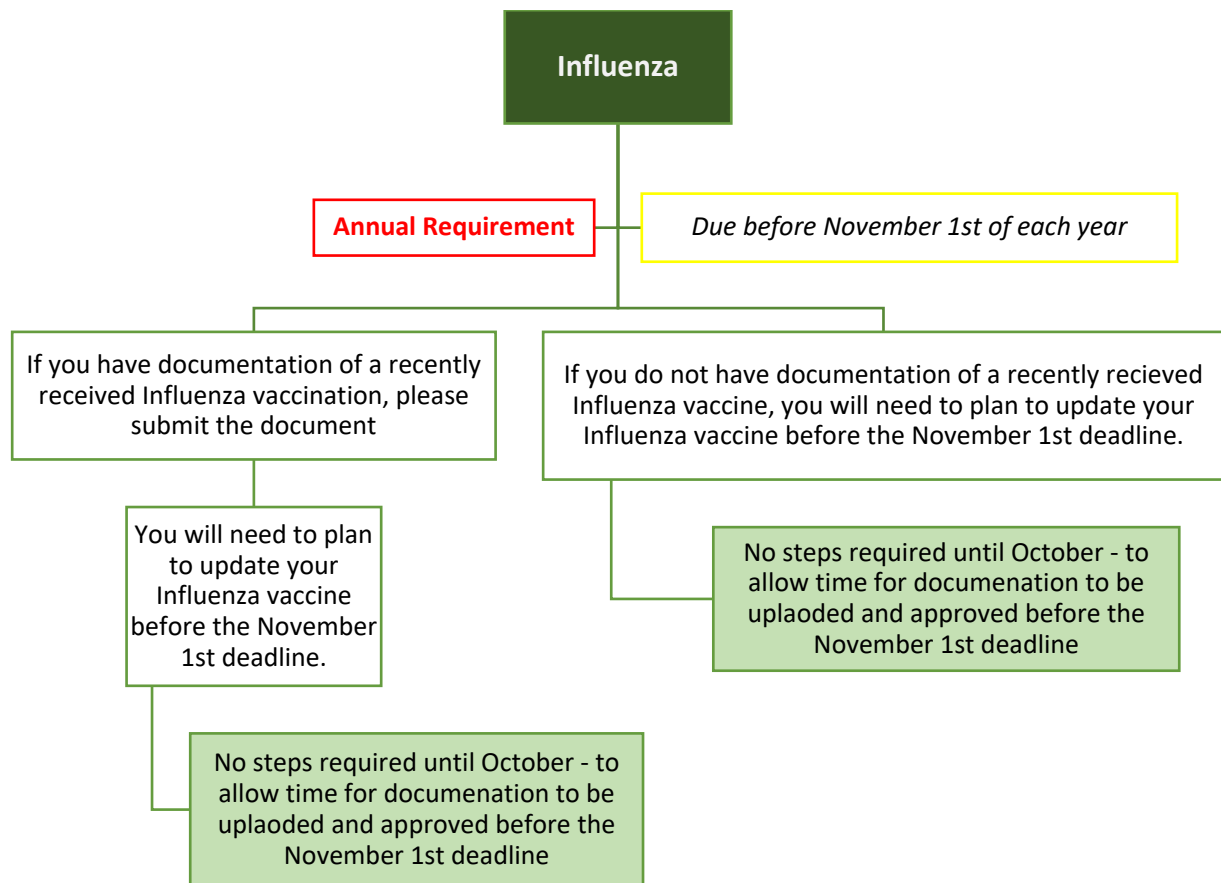 Influenza
Annual Requirement
Due before November 1st of each year
If you have documentation of a recently
received Influenza vaccination, please
submit the document
If you do not have documentation of a recently recieved
Influenza vaccine, you will need to plan to update your
Influenza vaccine before the November 1st deadline.
You will need to plan
to update your
Influenza vaccine
before the November
1st deadline.
No steps required until October - to
allow time for documenation to be
uplaoded and approved before the
November 1st deadline
No steps required until October - to
allow time for documenation to be
uplaoded and approved before the
November 1st deadline